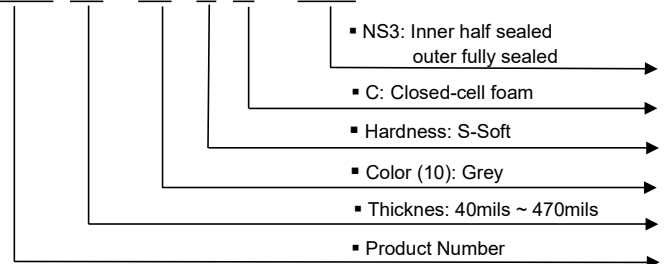 ▪ NS3: Inner half sealed
outer fully sealed
▪ C: Closed-cell foam
▪ Hardness: S-Soft
▪ Color (10): Grey
▪ Thicknes: 40mils ~ 470mils
▪ Product Number